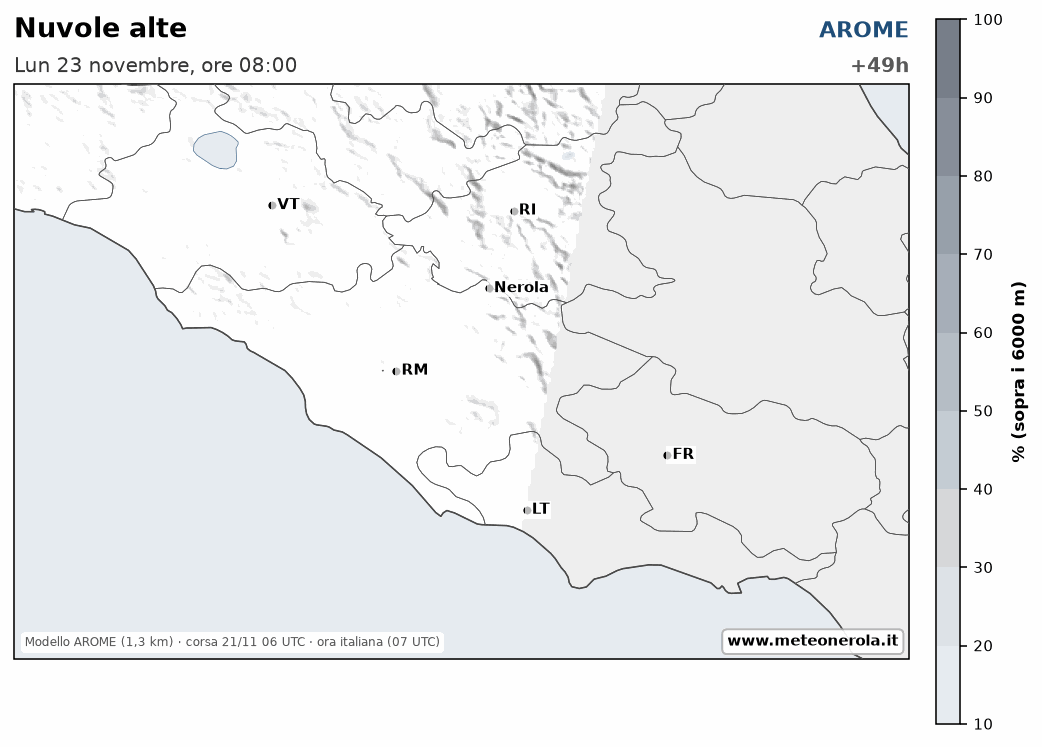 Nuvole alte
AROME
Lun 23 novembre, ore 08:00
+49h
VT
RI
Nerola
RM
FR
LT
Modello AROME (1,3 km) · corsa 21/11 06 UTC · ora italiana (07 UTC)
www.meteonerola.it
100
90
80
70
60
50
40
30
20
10
% (sopra i 6000 m)